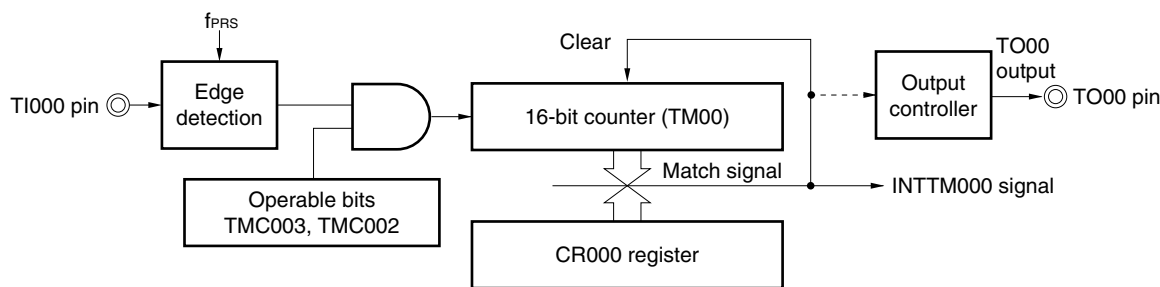 fPRS
Clear
TO00
output
TI000 pin
Edge
detection
16-bit counter (TM00)
Output
controller
TO00 pin
Match signal
INTTM000 signal
Operable bits
TMC003, TMC002
CR000 register